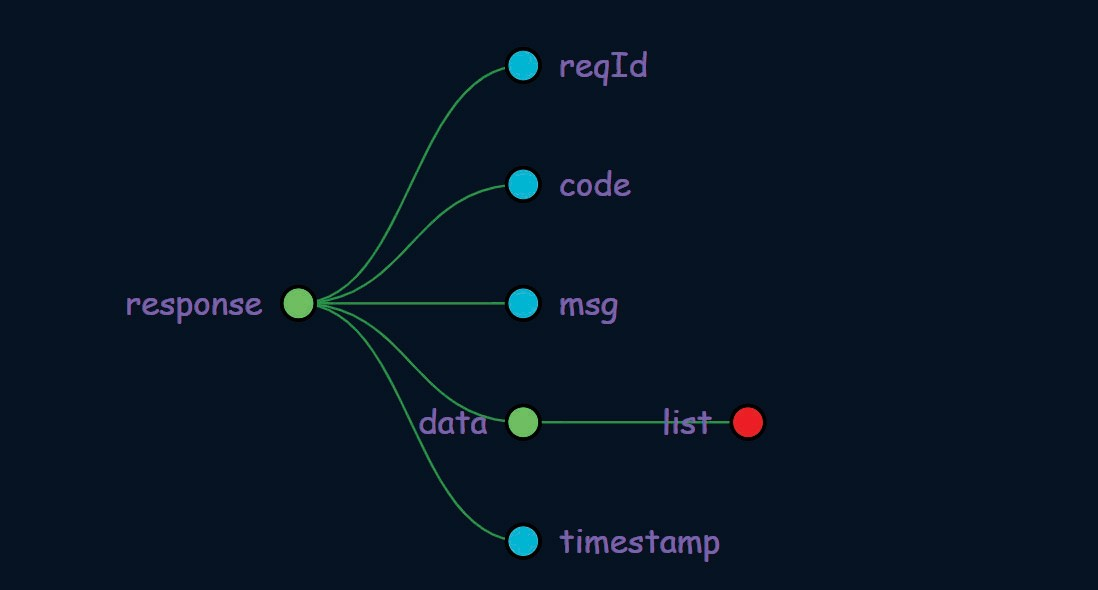 reqId
code
response
msg
data
list
timestamp